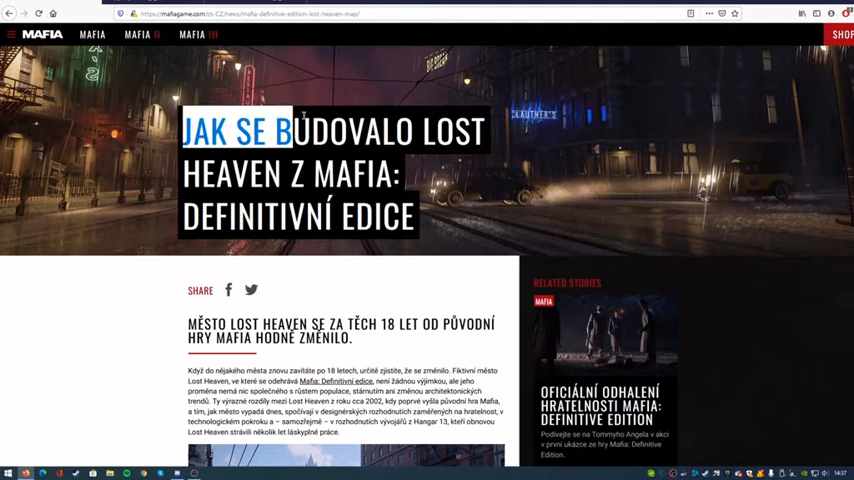 https://mafiagame.com/cs-CZ/news/mafia-definitive-edition-lost-heaven-map/
MAFIA MAFIA MAFIA II MAFIA III SHOP
LAUTNER'S
JAK SE BUDOVALO LOST
HEAVEN Z MAFIA:
DEFINITIVNÍ EDICE
SHARE
MĚSTO LOST HEAVEN SE ZA TĚCH 18 LET OD PŮVODNÍ
HRY MAFIA HODNĚ ZMĚNILO.
Když do nějakého města znovu zavítáte po 18 letech, určitě zjistíte, že se změnilo. Fiktivní město
Lost Heaven, ve které se odehrává Mafia: Definitivní edice, není žádnou výjimkou, ale jeho
proměna nemá nic společného s růstem populace, stárnutím ani změnou architektonických
trendů. Ty výrazné rozdíly mezi Lost Heaven z roku cca 2002, kdy poprvé vyšla původní hra Mafia,
a tím, jak město vypadá dnes, spočívají v designérských rozhodnutích zaměřených na hratelnost, v
technologickém pokroku a – samozřejmě – v rozhodnutích vývojářů z Hangar 13, kteří obnovou
Lost Heaven strávili několik let láskyplné práce.
RELATED STORIES
MAFIA
OFICIÁLNÍ ODHALENÍ
HRATELNOSTI MAFIA:
DEFINITIVE EDITION
Podívejte se na Tommyho Angela v akci
v první ukázce ze hry Mafia: Definitive
Edition.
14:37